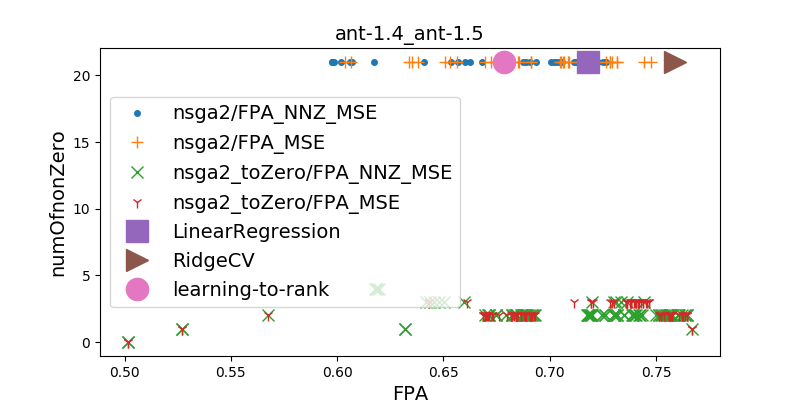 ant-1.4_ant-1.5
numOfnonZero
20
15
10
5
0
nsga2/FPA_NNZ_MSE
nsga2/FPA_MSE
nsga2_toZero/FPA_NNZ_MSE
nsga2_toZero/FPA_MSE
LinearRegression
RidgeCV
learning-to-rank
0.50 0.55 0.60 0.65 0.70 0.75
FPA